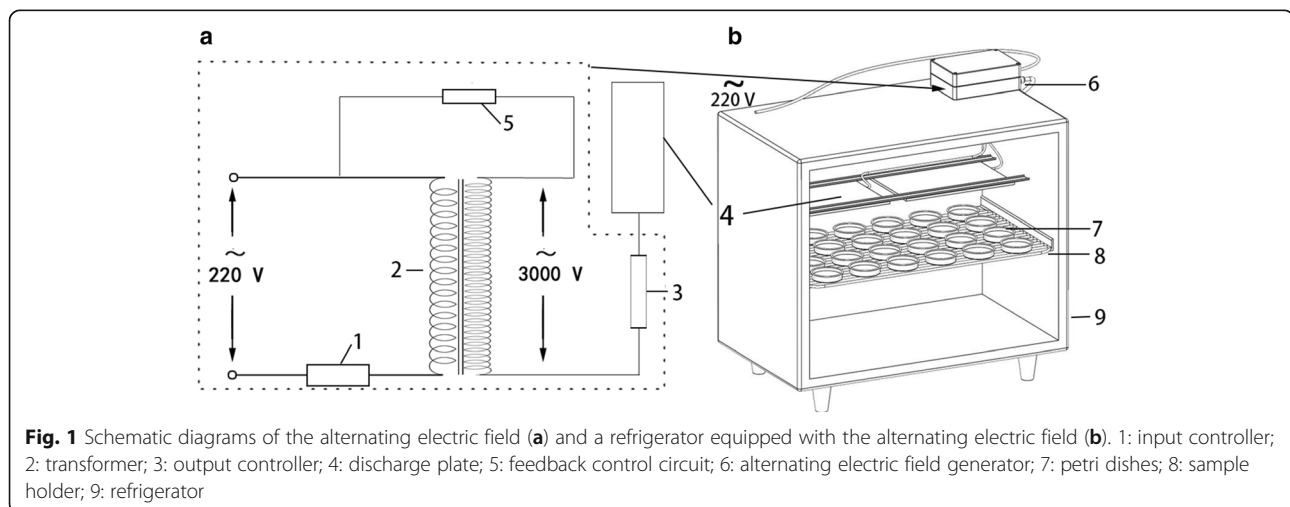 a
b
5
4
~
220 V
6
~
220 V
2
~
3000 V
3
1
7
8
9
Fig. 1 Schematic diagrams of the alternating electric field (a) and a refrigerator equipped with the alternating electric field (b). 1: input controller;
2: transformer; 3: output controller; 4: discharge plate; 5: feedback control circuit; 6: alternating electric field generator; 7: petri dishes; 8: sample
holder; 9: refrigerator